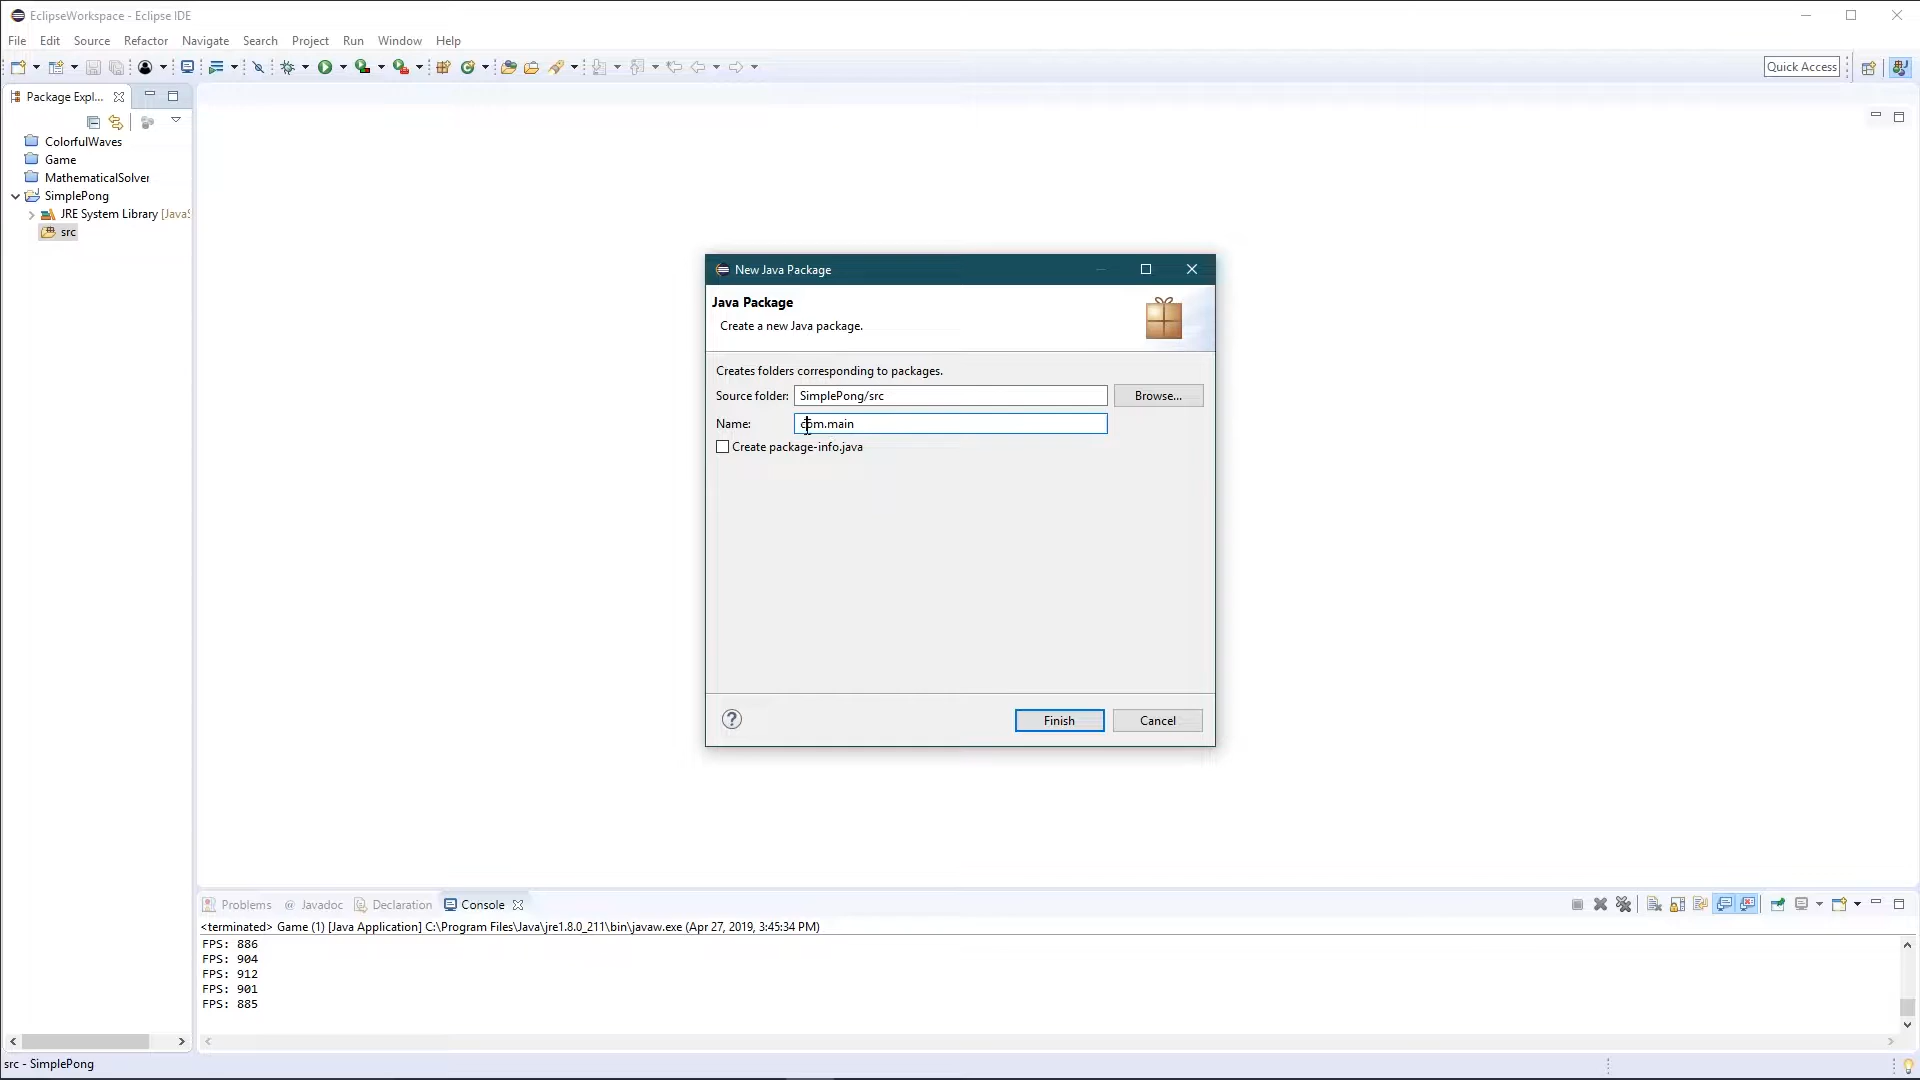 EclipseWorkspace - Eclipse IDE
File Edit Source Refactor Navigate Search Project Run Window Help
Quick Access
Package Expl...
ColorfulWaves
Game
MathematicalSolver
SimplePong
JRE System Library [JavaS
src
New Java Package
Java Package
Create a new Java package.
Creates folders corresponding to packages.
Source folder: SimplePong/src Browse...
Name: com.main
Create package-info.java
Finish Cancel
Problems @ Javadoc Declaration Console
<terminated> Game (1) [Java Application] C:\Program Files\Java\jre1.8.0_211\bin\javaw.exe (Apr 27, 2019, 3:45:34 PM)
FPS: 886
FPS: 904
FPS: 912
FPS: 901
FPS: 885
src - SimplePong